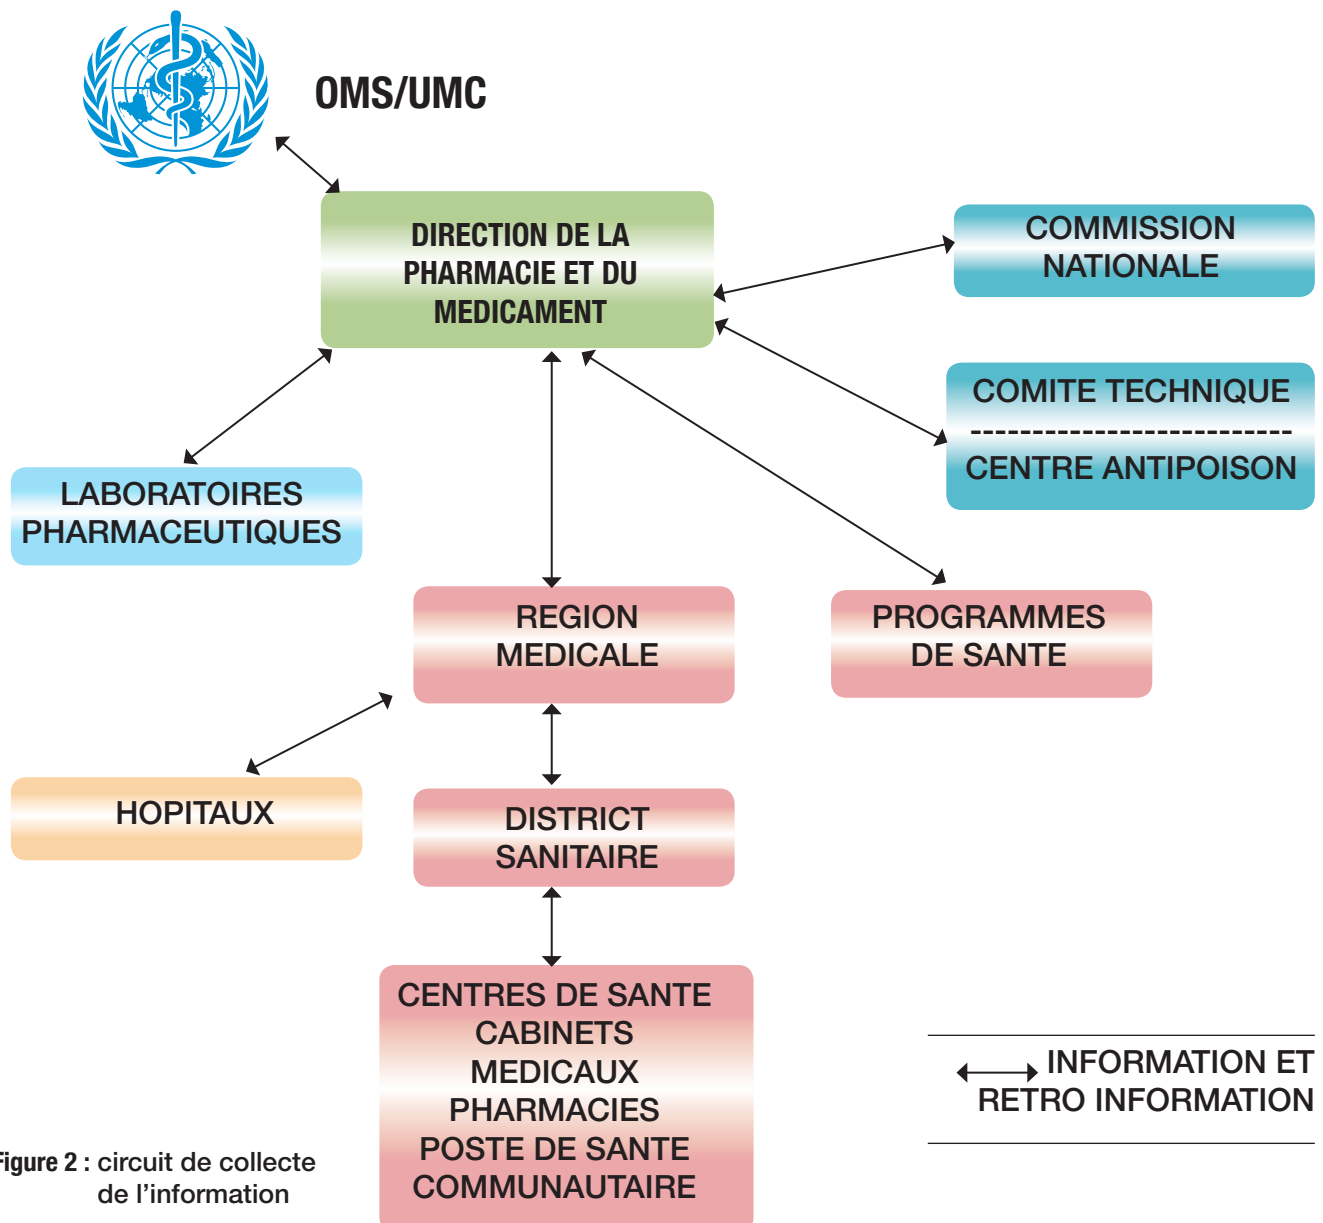 OMS/UMC
DIRECTION DE LA
PHARMACIE ET DU
MEDICAMENT
COMMISSION
NATIONALE
COMITE TECHNIQUE
---------------------------
CENTRE ANTIPOISON
LABORATOIRES
PHARMACEUTIQUES
REGION
MEDICALE
PROGRAMMES
DE SANTE
HOPITAUX
DISTRICT
SANITAIRE
CENTRES DE SANTE
CABINETS
MEDICAUX
PHARMACIES
POSTE DE SANTE
COMMUNAUTAIRE
INFORMATION ET
RETRO INFORMATION
Figure 2 : circuit de collecte
de l'information